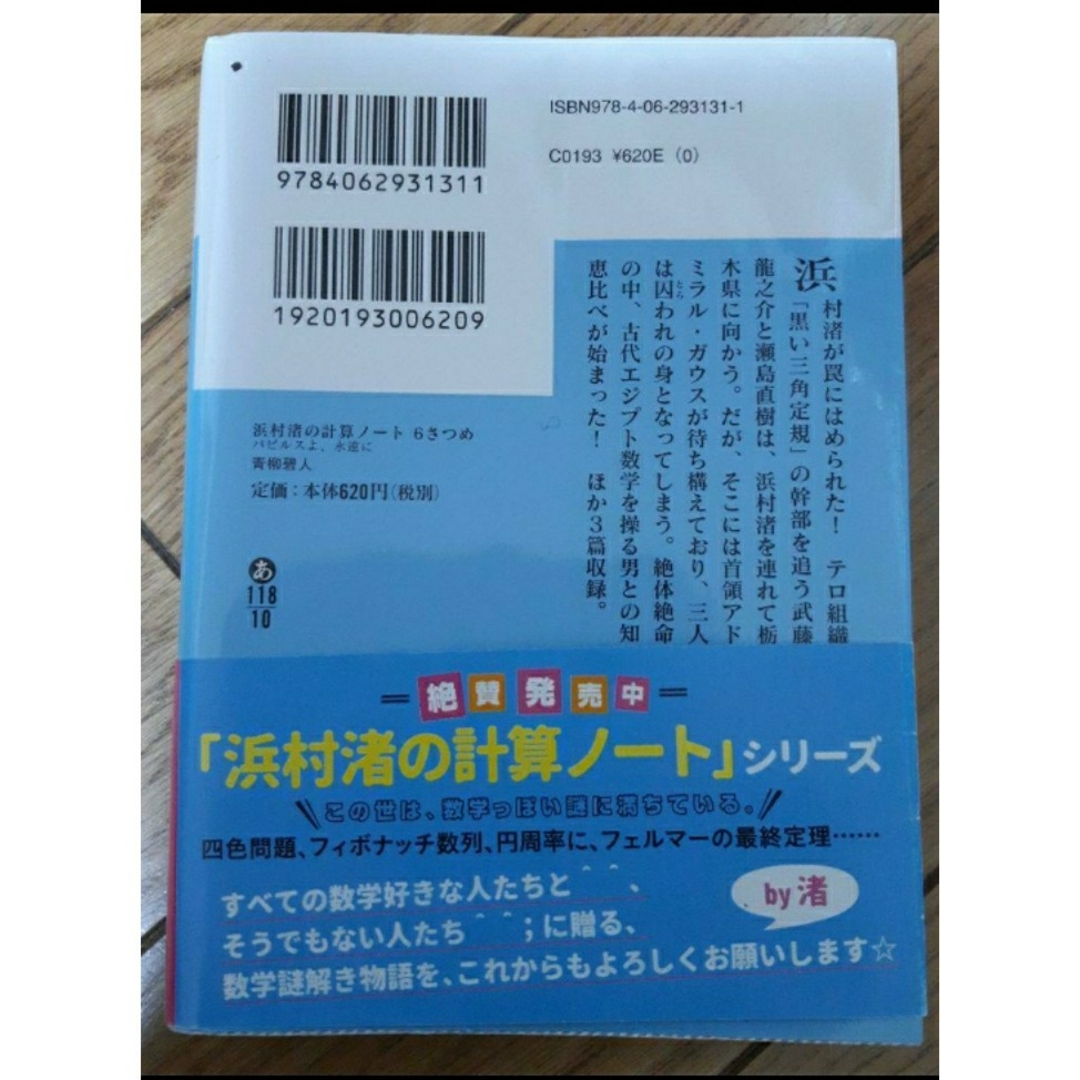 ISBN978-4-06-293131-1
C0193 ¥620E (0)
9784062931311
1920193006209
浜村渚が罠にはめられた！ テロ組織
「黒い三角定規」の幹部を追う武藤
龍之介と瀬島直樹は、浜村渚を連れて栃
木県に向かう。だが、そこには首領アド
ミラル・ガウスが待ち構えており、三人
は囚われの身となってしまう。絶体絶命
とら
の中、古代エジプト数学を操る男との知
恵比べが始まった！ ほか３篇収録。
浜村渚の計算ノート 6さつめ
パピルスよ、永遠に
青柳碧人
定価：本体620円（税別）
あ
118
10
絶賛発売中
「浜村渚の計算ノート」シリーズ
この世は、数学っぽい謎に満ちている。
四色問題、フィボナッチ数列、円周率に、フェルマーの最終定理……
すべての数学好きな人たちと＾＾、
そうでもない人たち＾＾；に贈る、
数学謎解き物語を、これからもよろしくお願いします☆
by 渚